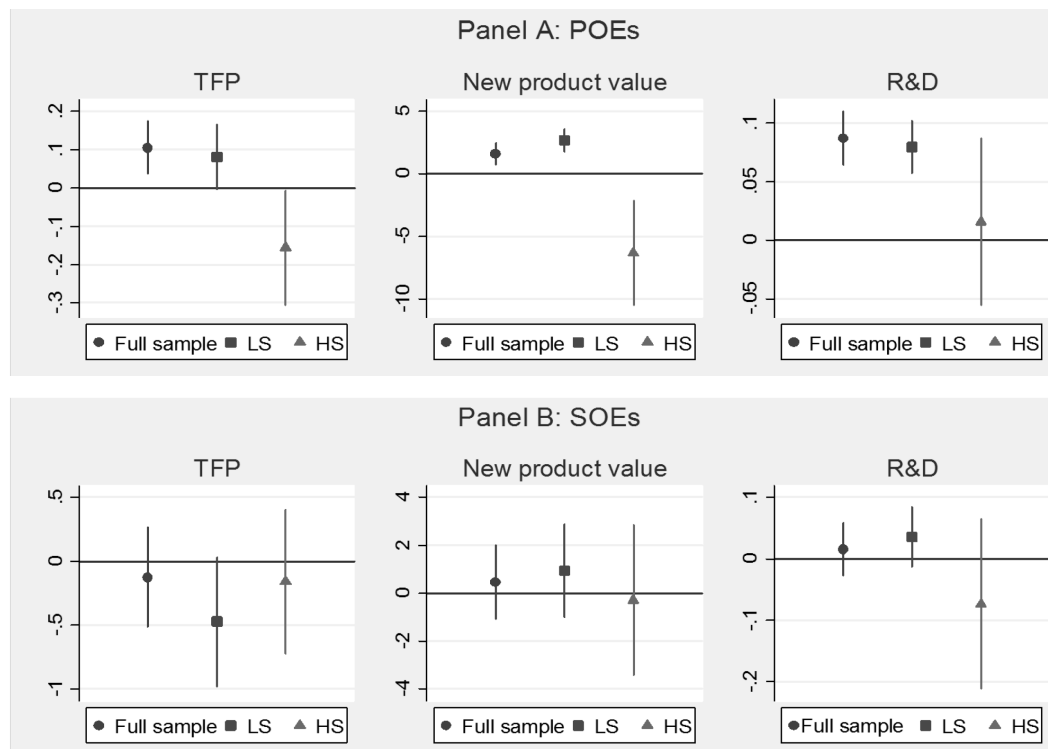 Panel A: POEs
TFP
New product value
R&D
.2
.1
0
-.1
-.2
-.3
5
0
-5
-10
.1
.05
0
-.05
Full sample LS HS
Full sample LS HS
Full sample LS HS
Panel B: SOEs
TFP
New product value
R&D
.5
0
-.5
-1
4
2
0
-2
-4
.1
0
-.1
-.2
Full sample LS HS
Full sample LS HS
Full sample LS HS